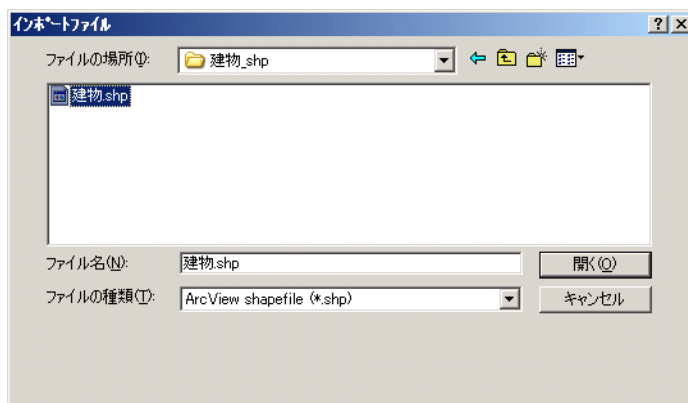 インポートファイル
ファイルの場所(I):
建物_shp
建物.shp
ファイル名(N):
建物.shp
開く(O)
ファイルの種類(T):
ArcView shapefile (*.shp)
キャンセル